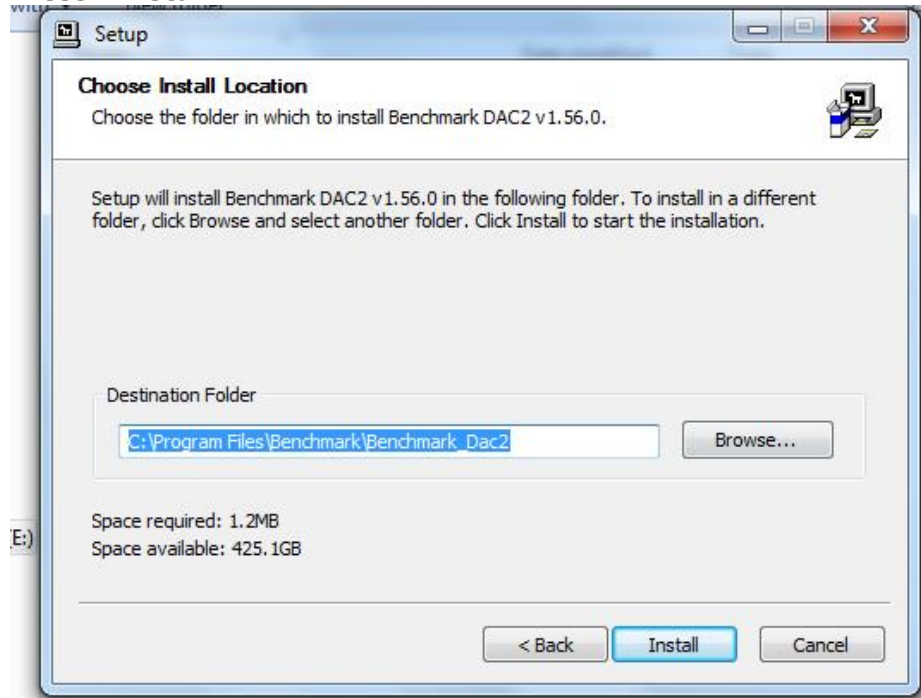 Setup
Choose Install Location
Choose the folder in which to install Benchmark DAC2 v1.56.0.
Setup will install Benchmark DAC2 v1.56.0 in the following folder. To install in a different
folder, click Browse and select another folder. Click Install to start the installation.
Destination Folder
C:\Program Files\Benchmark\Benchmark_Dac2
Browse...
Space required: 1.2MB
(E:)
Space available: 425.1GB
< Back
Install
Cancel